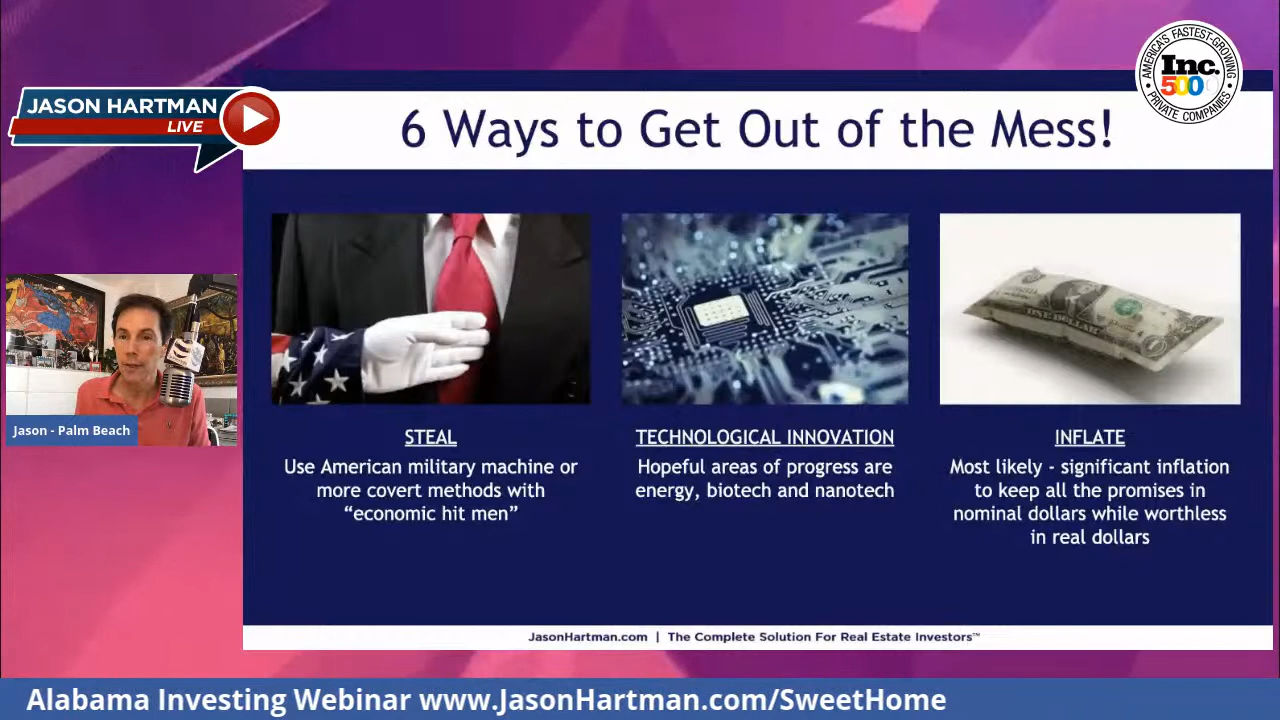 AMERICA'S FASTEST-GROWING
Inc.
500
PRIVATE COMPANIES
JASON HARTMAN
LIVE
6 Ways to Get Out of the Mess!
ONE DOLLAR
STEAL
Use American military machine or
more covert methods with
“economic hit men”
TECHNOLOGICAL INNOVATION
Hopeful areas of progress are
energy, biotech and nanotech
INFLATE
Most likely - significant inflation
to keep all the promises in
nominal dollars while worthless
in real dollars
Jason - Palm Beach
JasonHartman.com | The Complete Solution For Real Estate Investors™
Alabama Investing Webinar www.JasonHartman.com/SweetHome